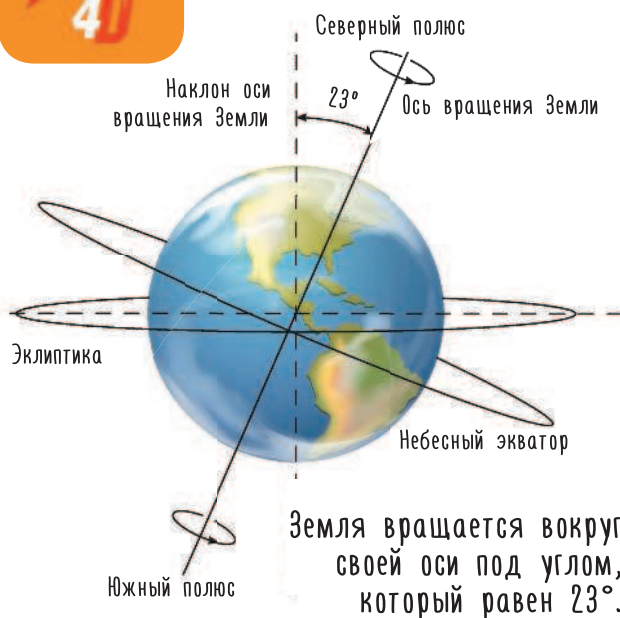 4D
Северный полюс
Наклон оси
вращения Земли
23°
Ось вращения Земли
Эклиптика
Небесный экватор
Южный полюс
Земля вращается вокруг
своей оси под углом,
который равен 23°.